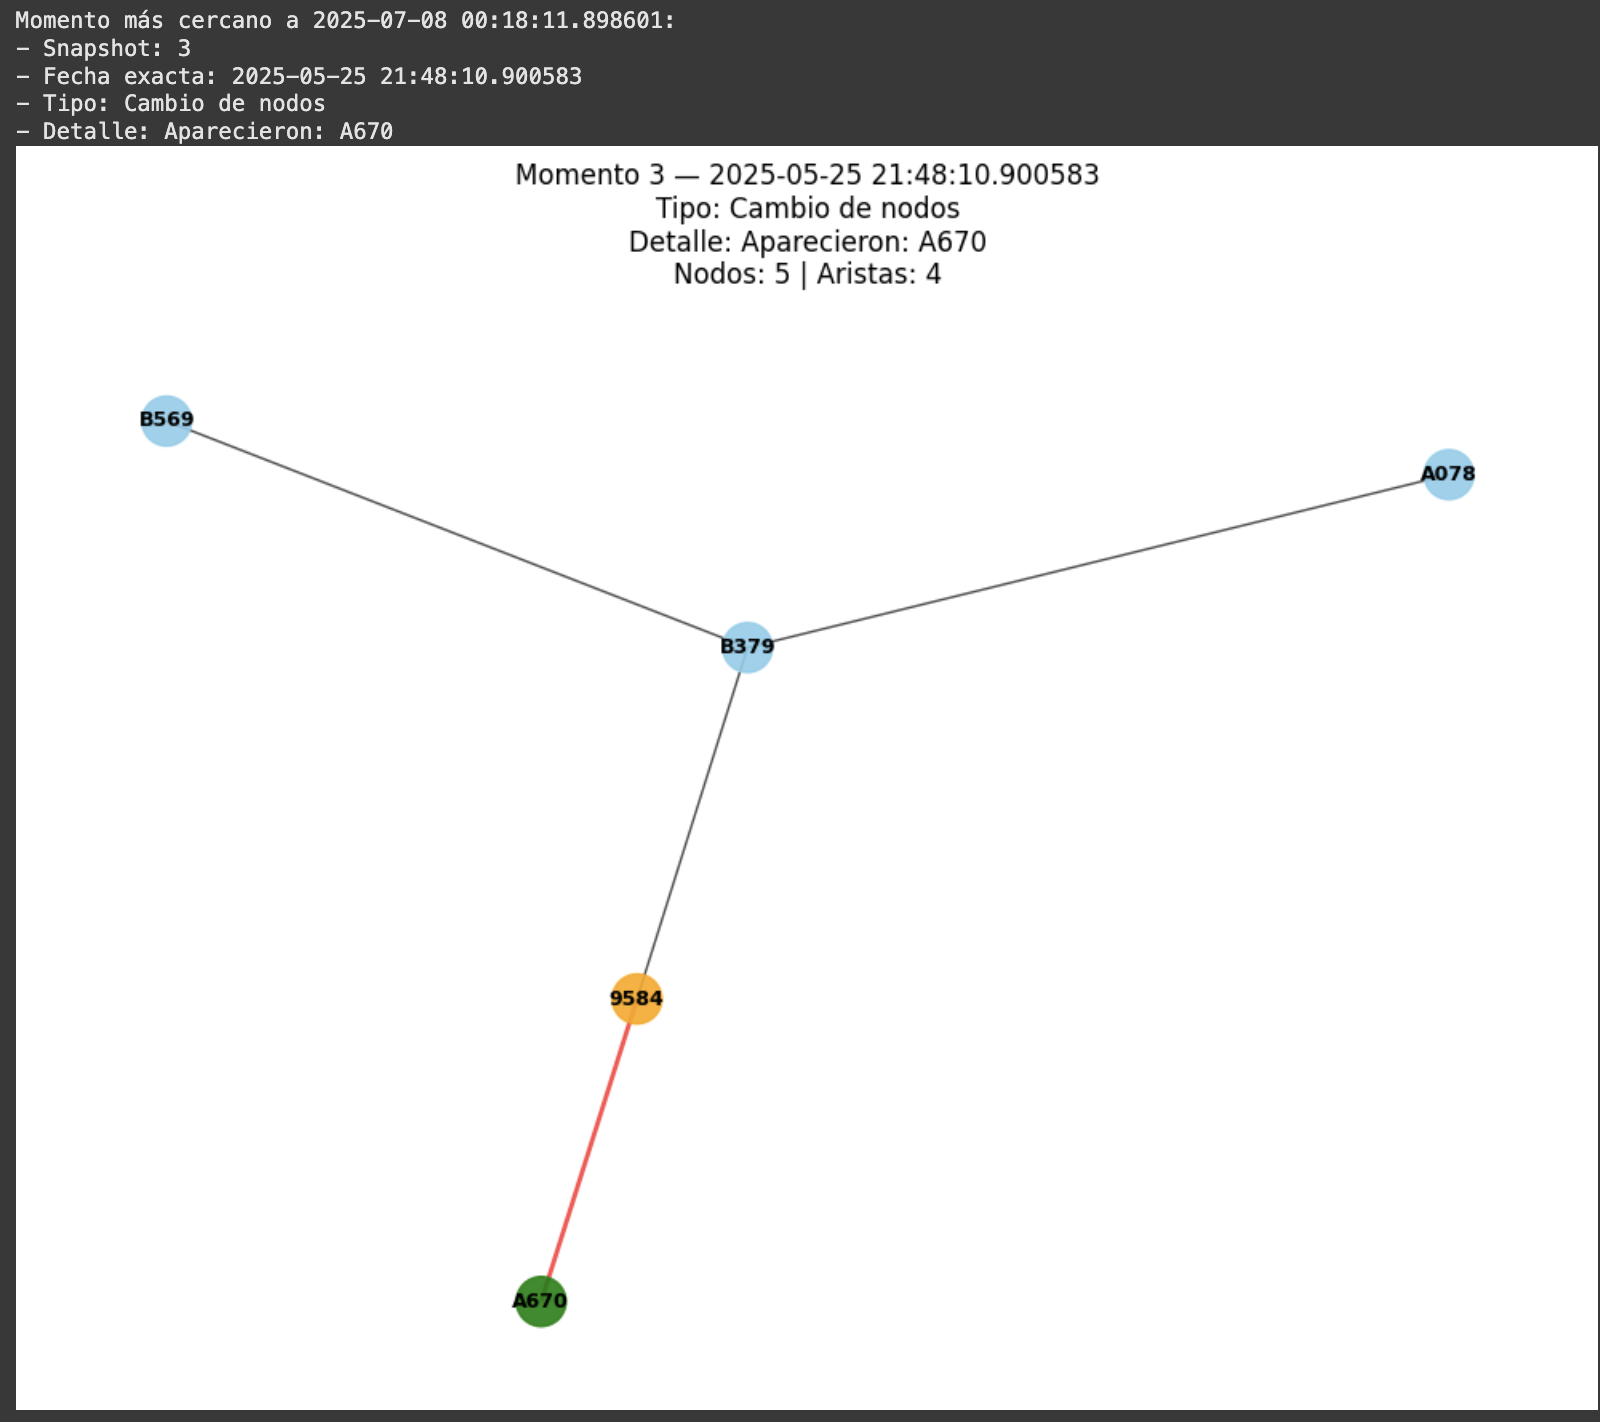 Momento más cercano a 2025-07-08 00:18:11.898601:
- Snapshot: 3
- Fecha exacta: 2025-05-25 21:48:10.900583
- Tipo: Cambio de nodos
- Detalle: Aparecieron: A670
Momento 3 — 2025-05-25 21:48:10.900583
Tipo: Cambio de nodos
Detalle: Aparecieron: A670
Nodos: 5 | Aristas: 4
B569
A078
B379
9584
A670